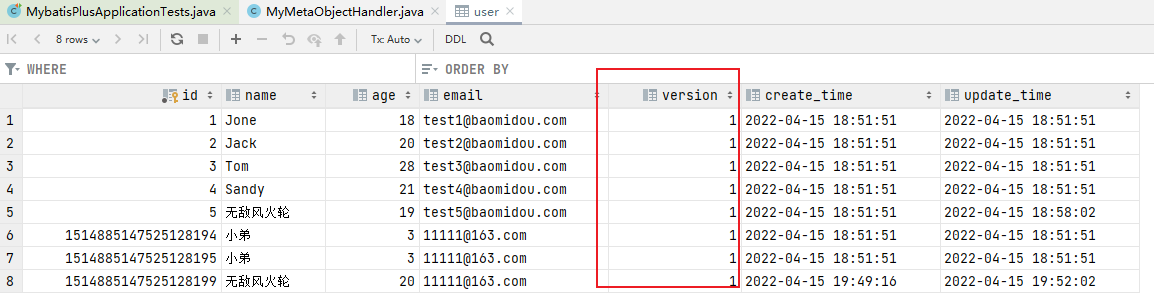 MybatisPlusApplicationTests.java MyMetaObjectHandler.java user
8 rows Tx: Auto DDL
WHERE ORDER BY
id name age email version create_time update_time
1 1 Jone 18 test1@baomidou.com 1 2022-04-15 18:51:51 2022-04-15 18:51:51
2 2 Jack 20 test2@baomidou.com 1 2022-04-15 18:51:51 2022-04-15 18:51:51
3 3 Tom 28 test3@baomidou.com 1 2022-04-15 18:51:51 2022-04-15 18:51:51
4 4 Sandy 21 test4@baomidou.com 1 2022-04-15 18:51:51 2022-04-15 18:51:51
5 5 无敌风火轮 19 test5@baomidou.com 1 2022-04-15 18:51:51 2022-04-15 18:58:02
6 1514885147525128194 小弟 3 11111@163.com 1 2022-04-15 18:51:51 2022-04-15 18:51:51
7 1514885147525128195 小弟 3 11111@163.com 1 2022-04-15 18:51:51 2022-04-15 18:51:51
8 1514885147525128199 无敌风火轮 20 11111@163.com 1 2022-04-15 19:49:16 2022-04-15 19:52:02